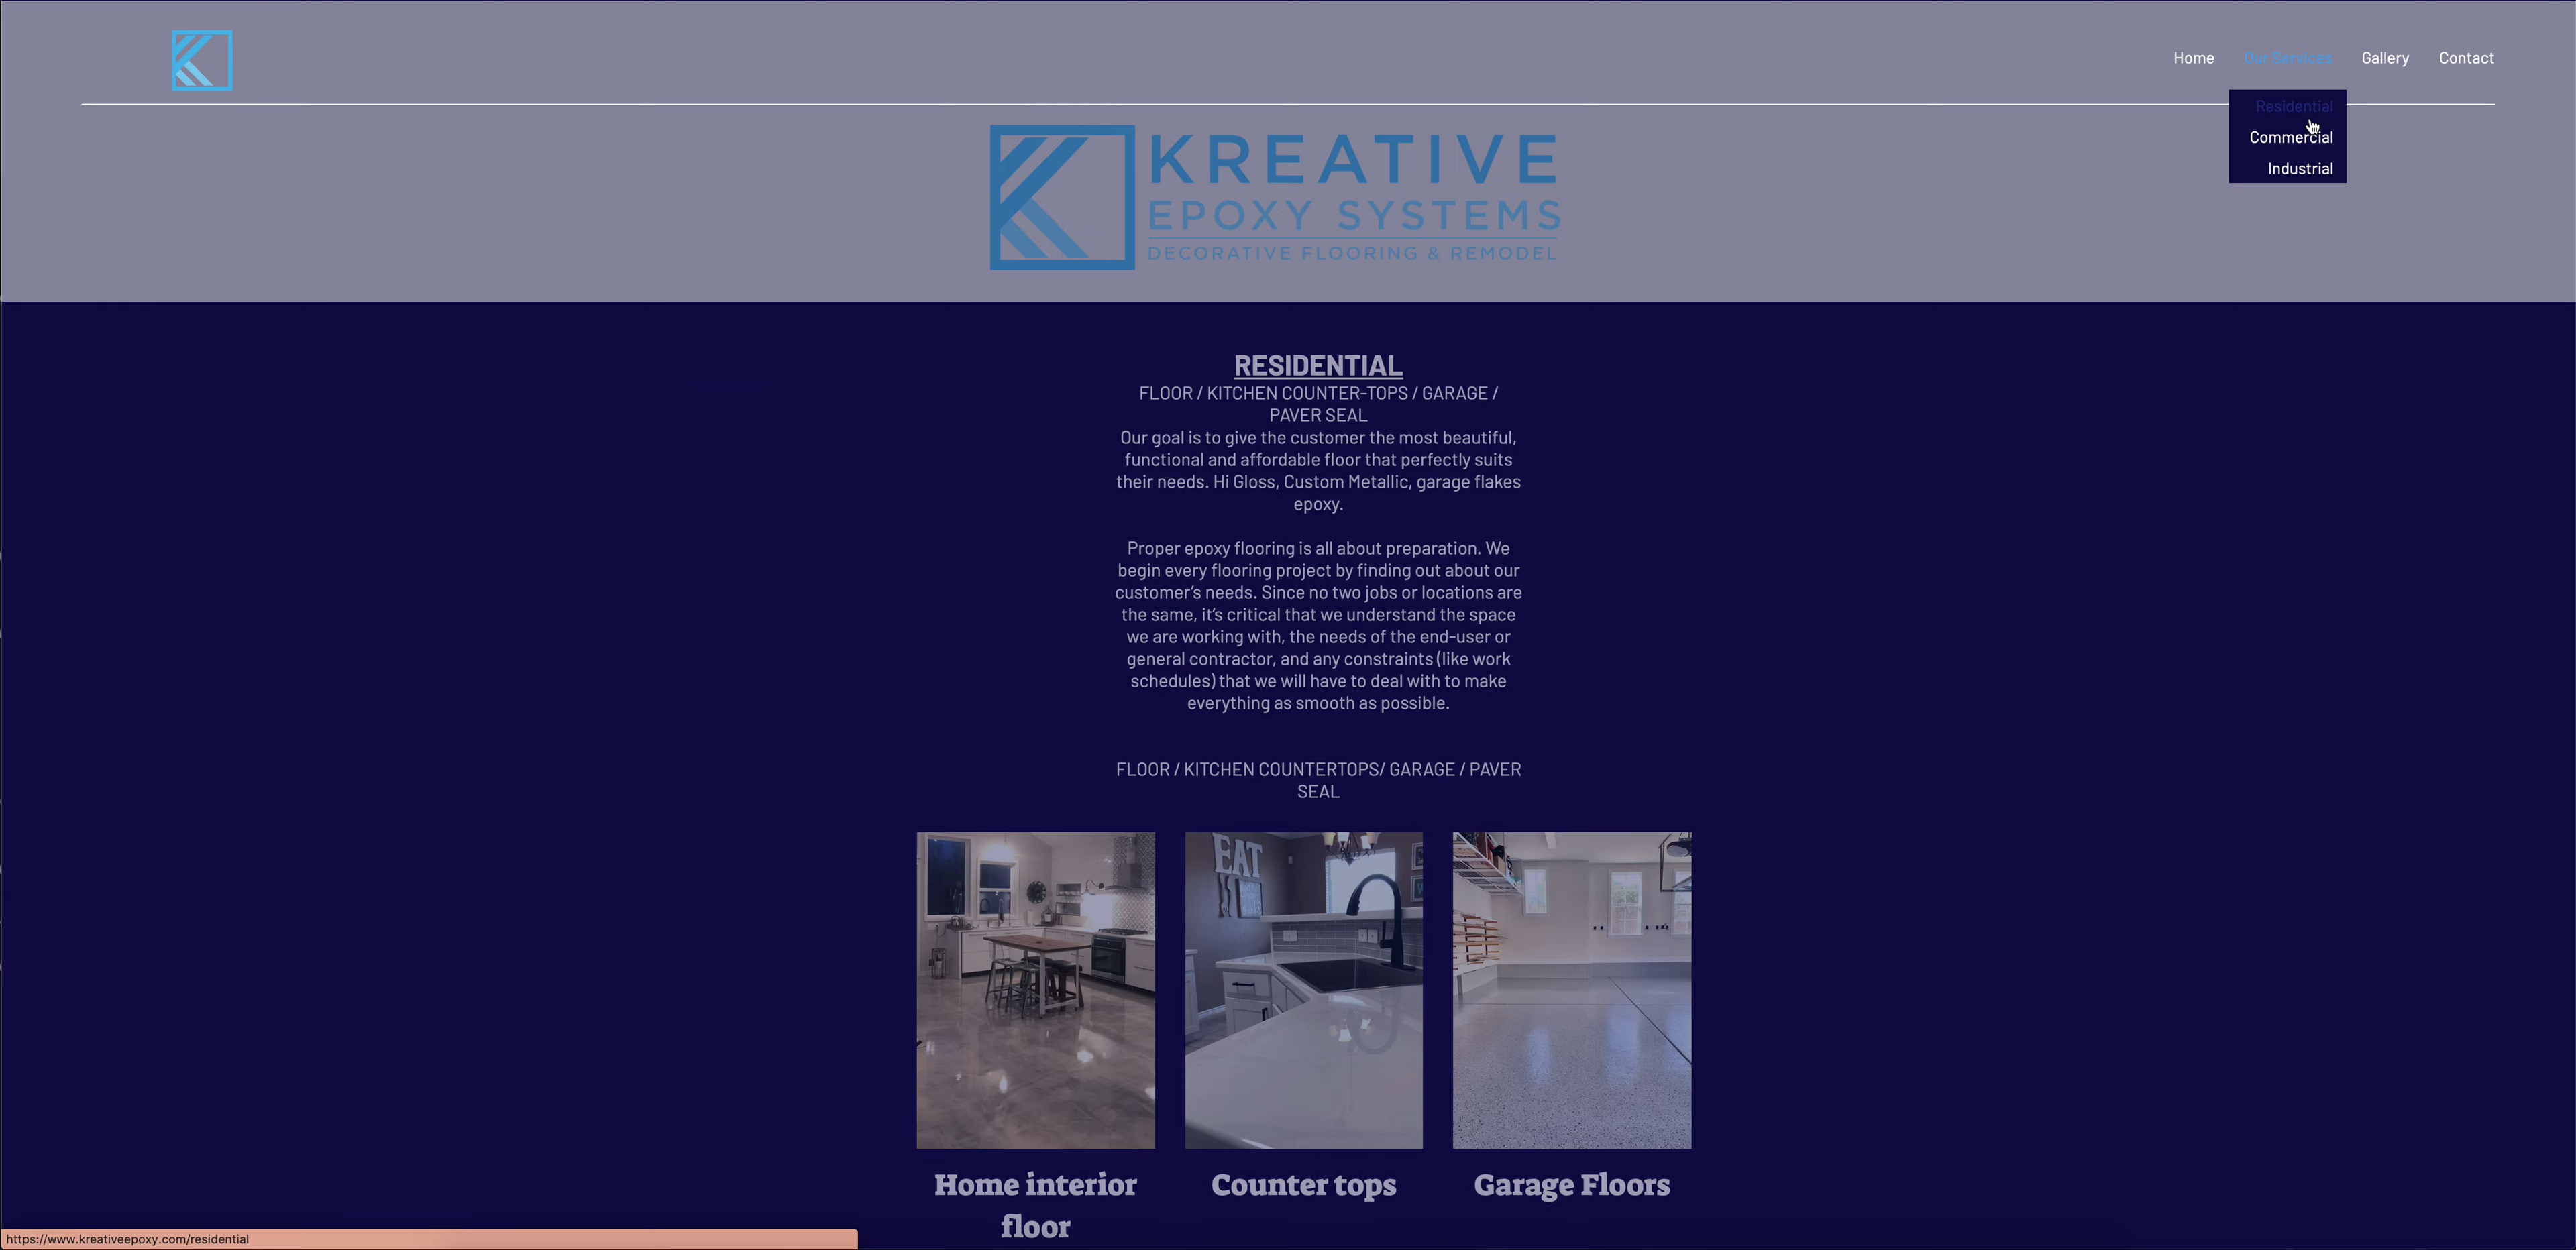 Home Our Services Gallery Contact
Residential
Commercial
Industrial
KREATIVE
EPOXY SYSTEMS
DECORATIVE FLOORING & REMODEL
RESIDENTIAL
FLOOR / KITCHEN COUNTER-TOPS / GARAGE /
PAVER SEAL
Our goal is to give the customer the most beautiful,
functional and affordable floor that perfectly suits
their needs. Hi Gloss, Custom Metallic, garage flakes
epoxy.
Proper epoxy flooring is all about preparation. We
begin every flooring project by finding out about our
customer’s needs. Since no two jobs or locations are
the same, it’s critical that we understand the space
we are working with, the needs of the end-user or
general contractor, and any constraints (like work
schedules) that we will have to deal with to make
everything as smooth as possible.
FLOOR / KITCHEN COUNTERTOPS/ GARAGE / PAVER
SEAL
EAT
Home interior
floor
Counter tops
Garage Floors
https://www.kreativeepoxy.com/residential